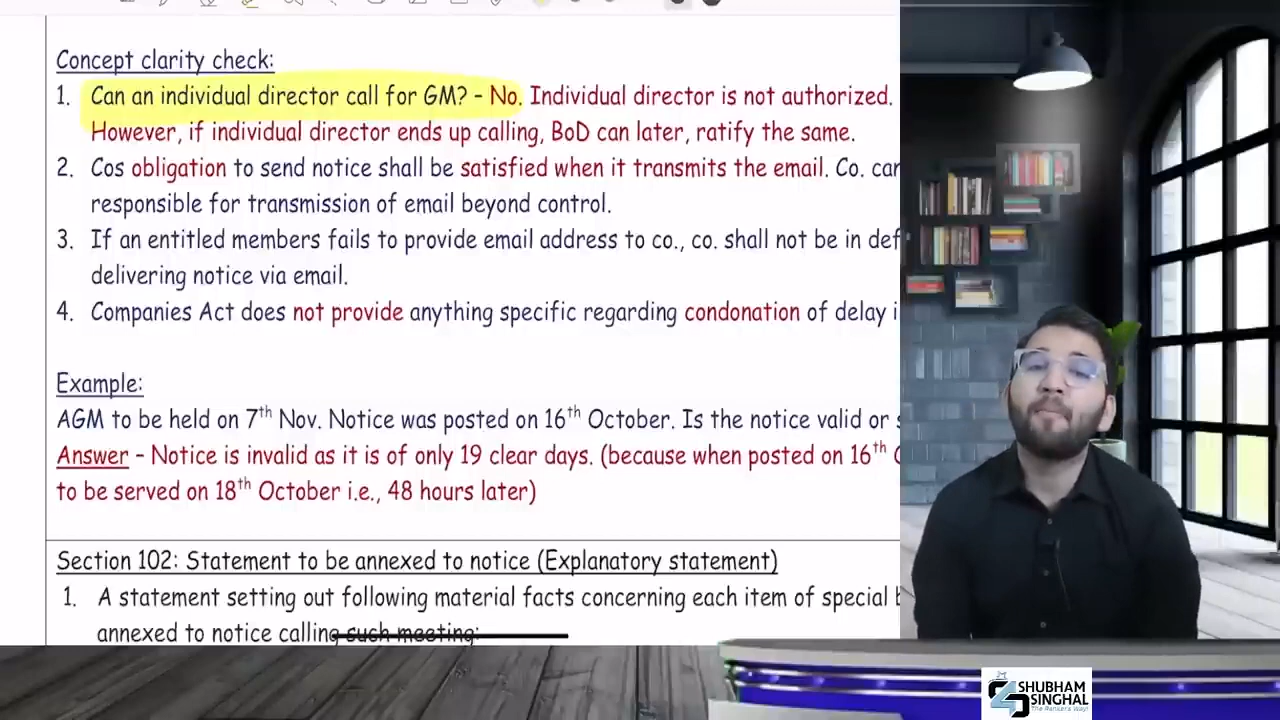 Concept clarity check:
1. Can an individual director call for GM? – No. Individual director is not authorized.
However, if individual director ends up calling, BoD can later, ratify the same.
2. Cos obligation to send notice shall be satisfied when it transmits the email. Co. can
responsible for transmission of email beyond control.
3. If an entitled members fails to provide email address to co., co. shall not be in def
delivering notice via email.
4. Companies Act does not provide anything specific regarding condonation of delay i
Example:
AGM to be held on 7th Nov. Notice was posted on 16th October. Is the notice valid or
Answer – Notice is invalid as it is of only 19 clear days. (because when posted on 16th
to be served on 18th October i.e., 48 hours later)
Section 102: Statement to be annexed to notice (Explanatory statement)
1. A statement setting out following material facts concerning each item of special
annexed to notice calling such meeting:
SHUBHAM
SINGHAL
The Rankers Way!